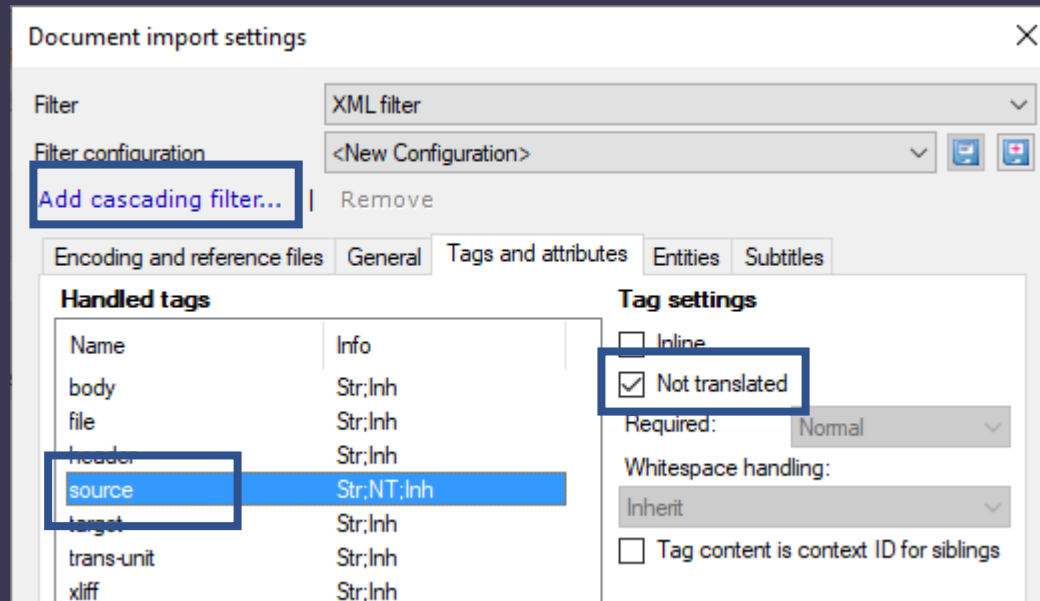 Document import settings
Filter XML filter
Filter configuration <New Configuration>
Add cascading filter... | Remove
Encoding and reference files General Tags and attributes Entities Subtitles
Handled tags Tag settings
Name Info
Inline
body Str;Inh
Not translated
file Str;Inh
Required: Normal
header Str;Inh
Whitespace handling:
source Str;NT;Inh
Inherit
target Str;Inh
trans-unit Str;Inh
Tag content is context ID for siblings
xliff Str;Inh